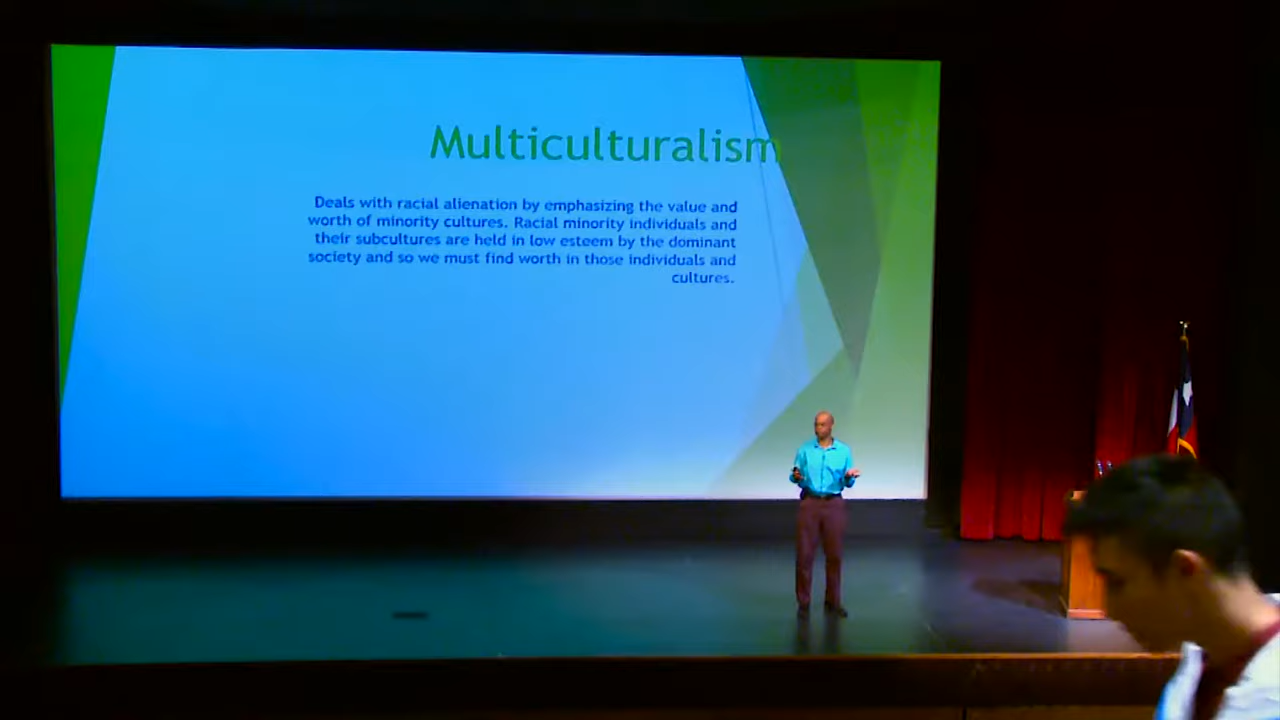 Multiculturalism
Deals with racial alienation by emphasizing the value and
worth of minority cultures. Racial minority individuals and
their subcultures are held in low esteem by the dominant
society and so we must find worth in those individuals and
cultures.